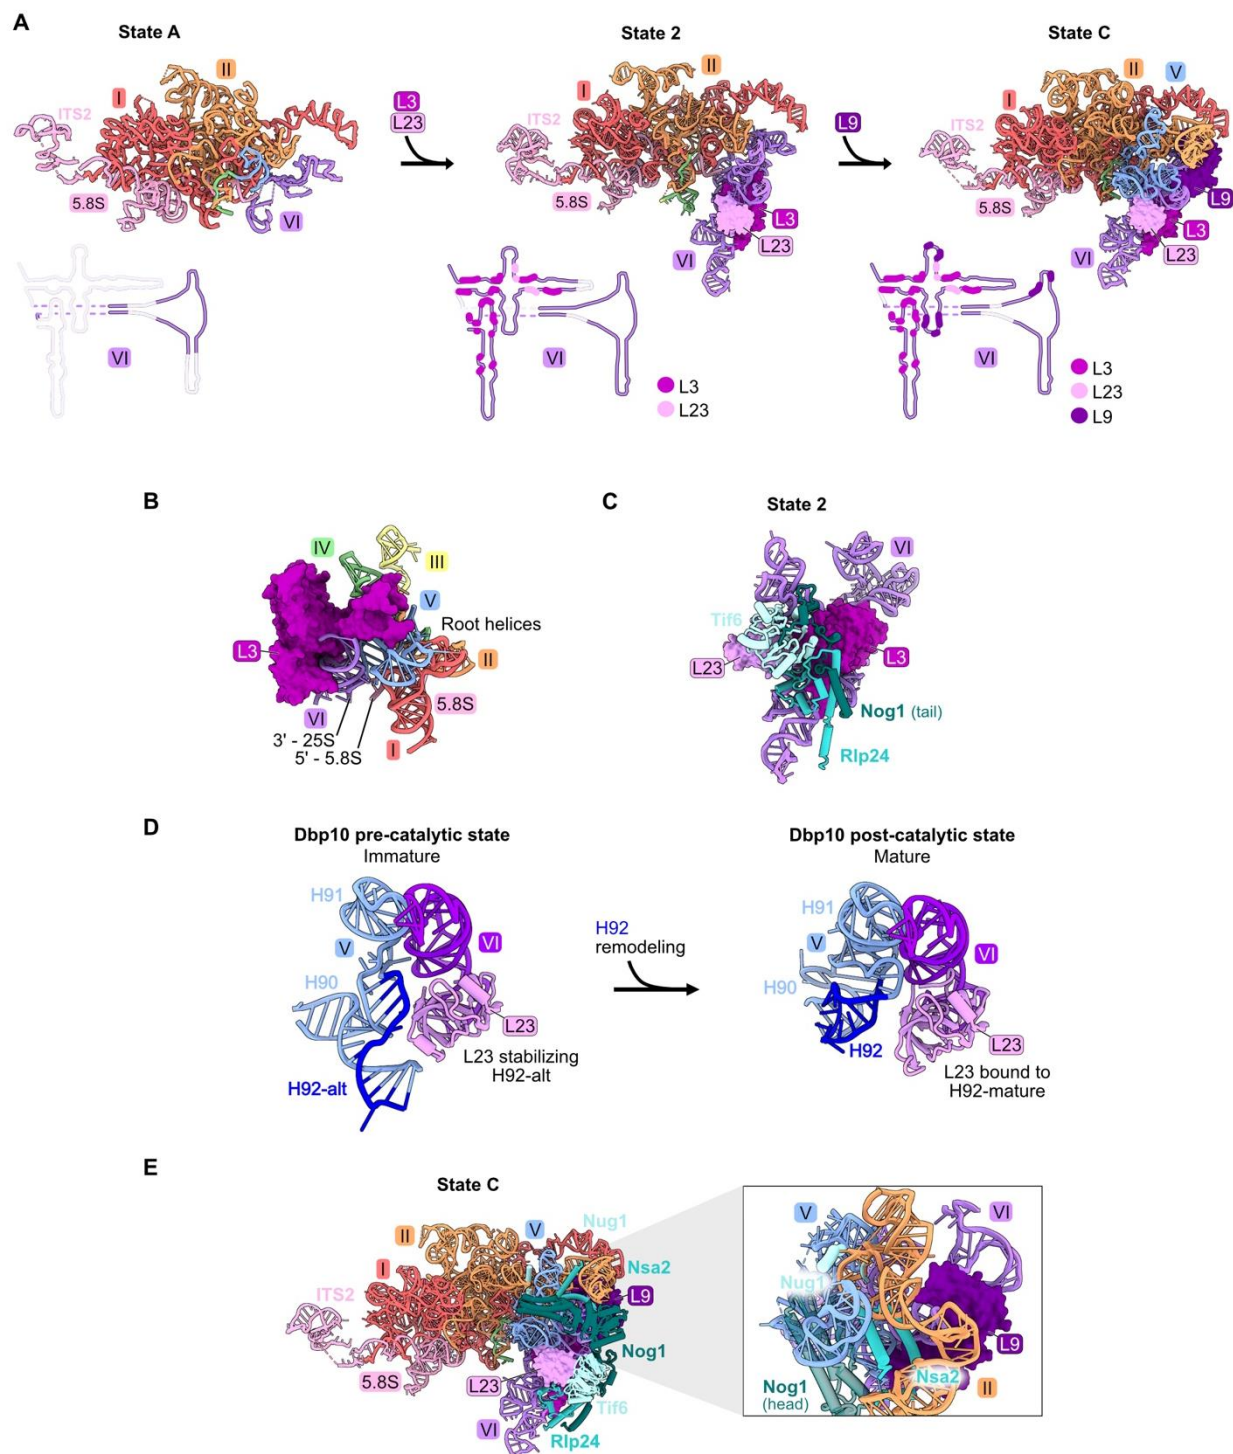 A
State A
State 2
State C
II
I
ITS2
5.8S
VI
L3
L23
II
I
ITS2
5.8S
L3
L23
VI
L9
II
V
I
ITS2
5.8S
L9
L3
L23
VI
VI
VI
L3
L23
VI
L3
L23
L9
B
IV
III
V
Root helices
L3
II
5.8S
VI
3' - 25S
5' - 5.8S
I
C
State 2
VI
Tif6
L23
L3
Nog1 (tail)
Rlp24
D
Dbp10 pre-catalytic state
Immature
H91
V
VI
H90
L23
L23 stabilizing
H92-alt
H92-alt
H92
remodeling
Dbp10 post-catalytic state
Mature
H91
V
VI
H90
L23
H92
L23 bound to
H92-mature
E
State C
II
V
Nug1
I
Nsa2
ITS2
L9
Nog1
5.8S
L23
Tif6
VI
Rlp24
V
VI
Nug1
L9
Nsa2
Nog1
(head)
II